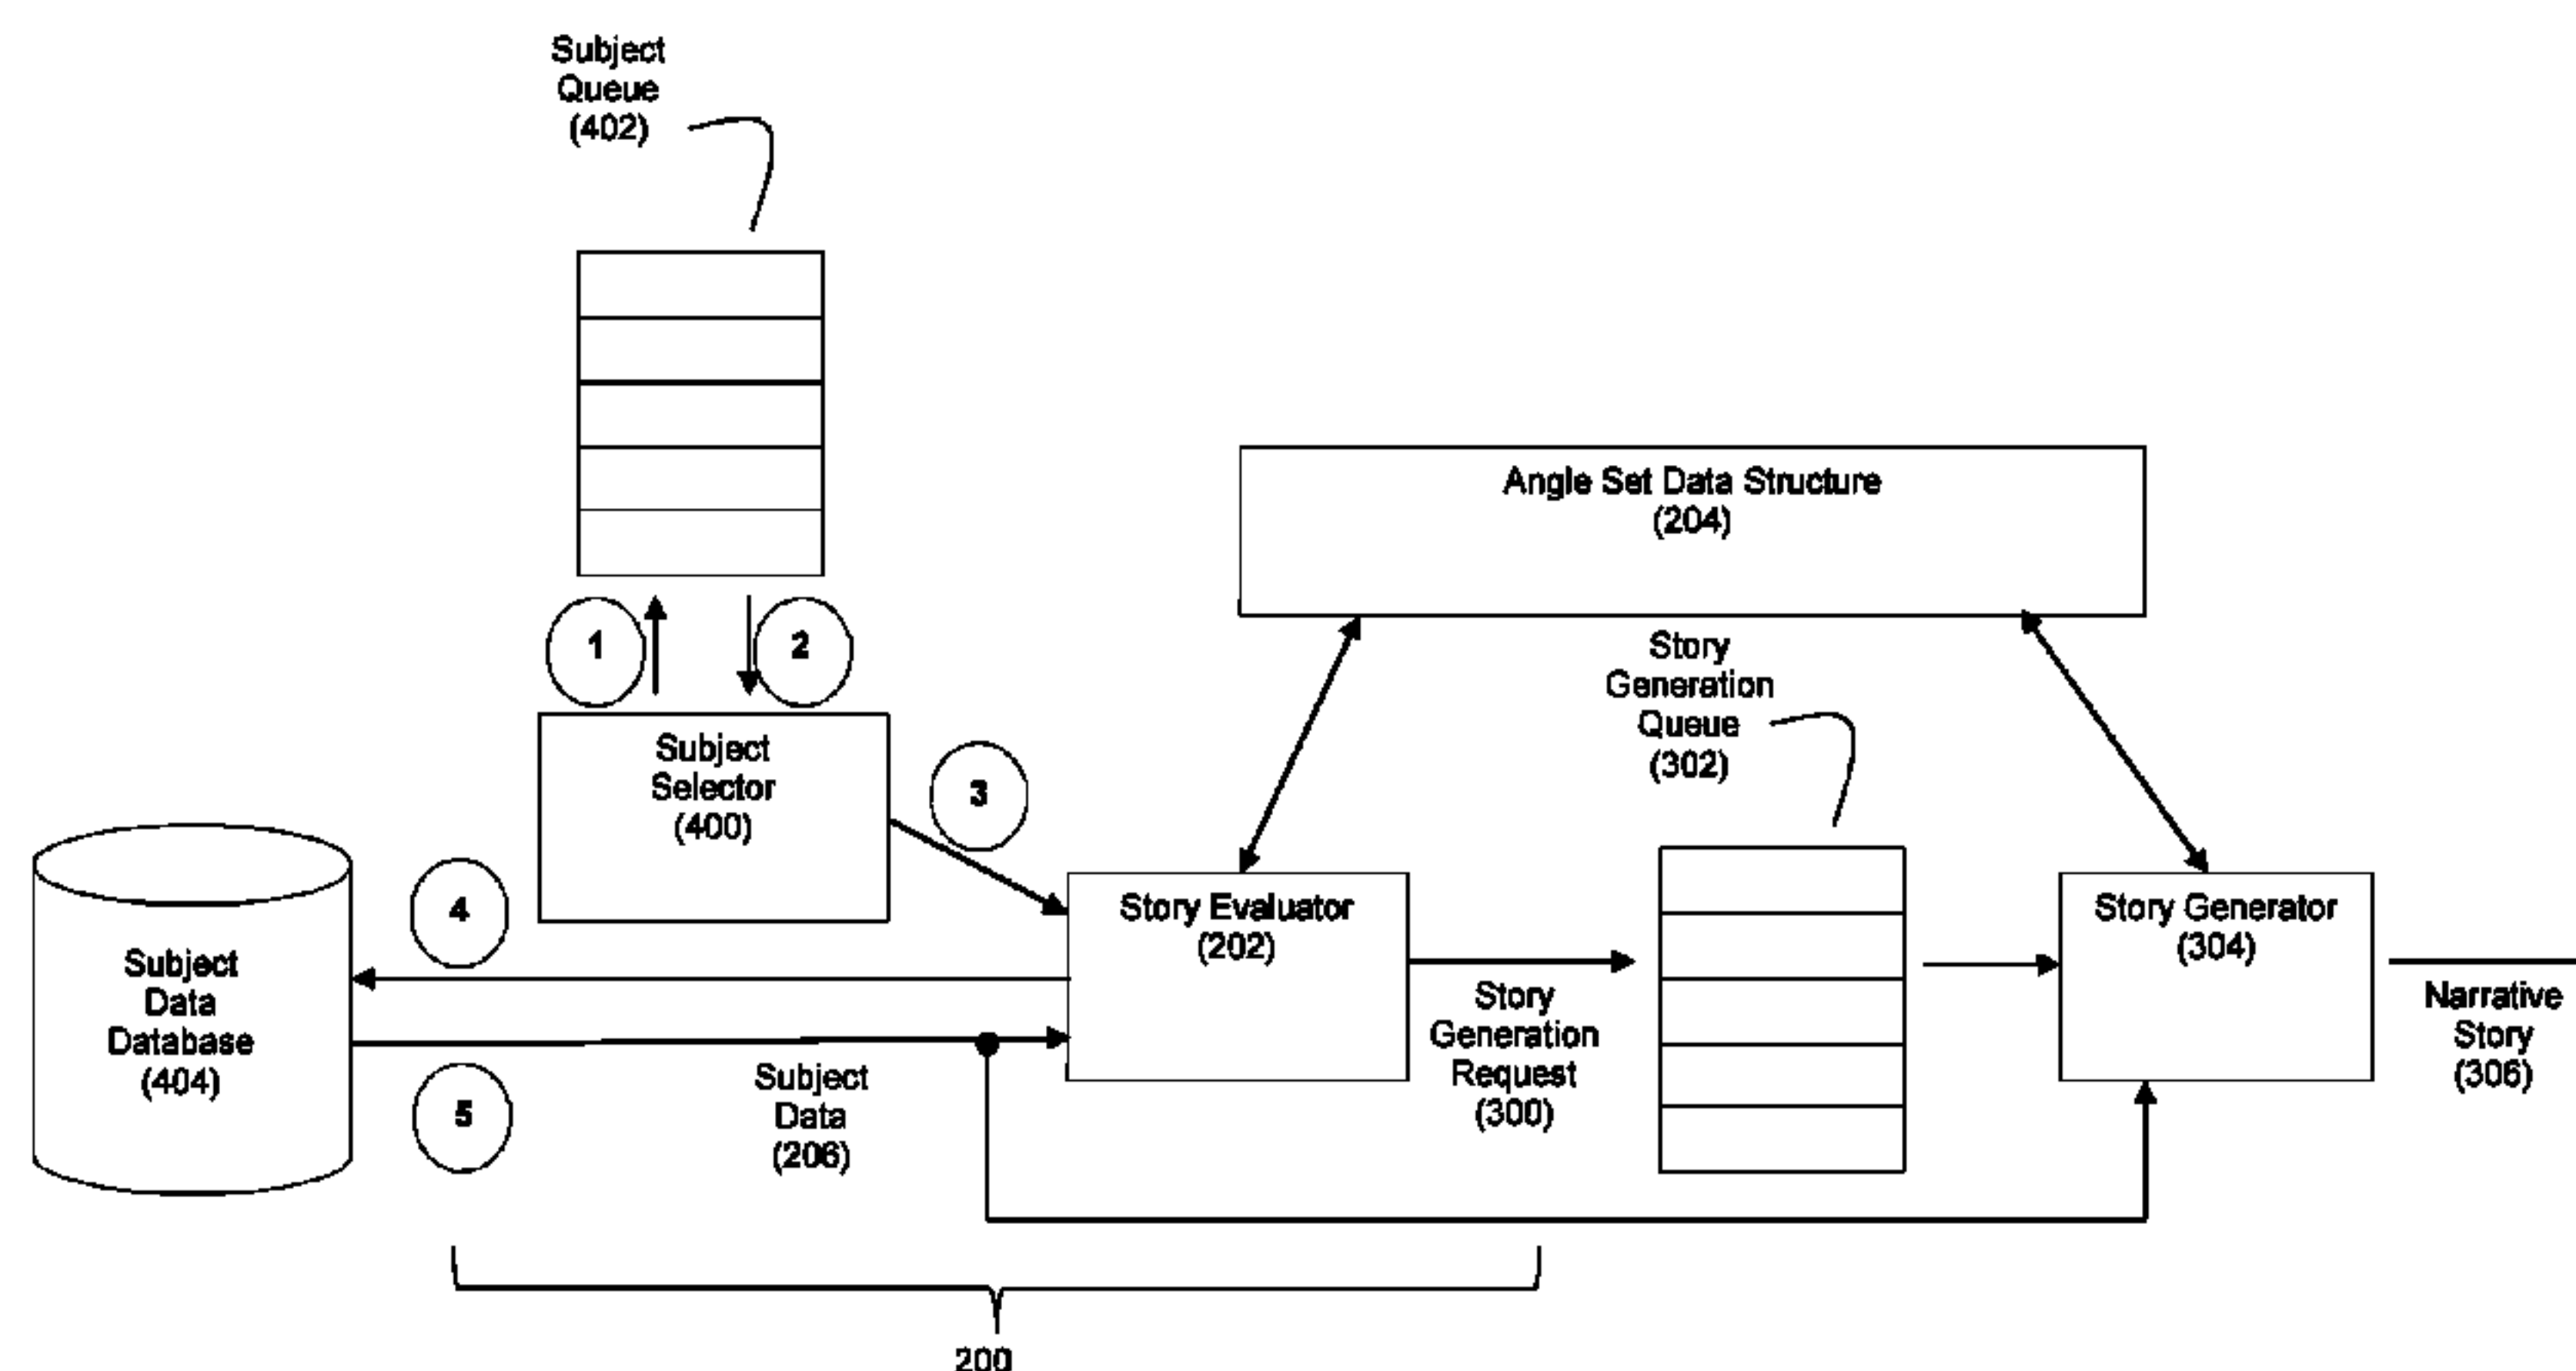 Subject
Queue
(402)
Angle Set Data Structure
(204)
1
2
Story
Generation
Queue
(302)
Subject
Selector
(400)
3
4
Story Evaluator
(202)
Story Generator
(304)
Subject
Data
Database
(404)
Story
Generation
Request
(300)
Narrative
Story
(306)
5
Subject
Data
(206)
200